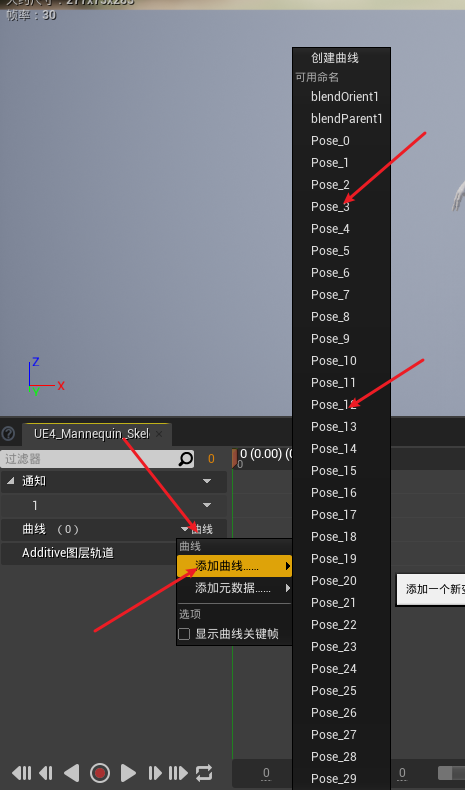 帧率：30
创建曲线
可用命名
blendOrient1
blendParent1
Pose_0
Pose_1
Pose_2
Pose_3
Pose_4
Pose_5
Pose_6
Pose_7
Pose_8
Pose_9
Pose_10
Pose_11
Pose_12
Pose_13
Pose_14
Pose_15
Pose_16
Pose_17
Pose_18
Pose_19
Pose_20
Pose_21
Pose_22
Pose_23
Pose_24
Pose_25
Pose_26
Pose_27
Pose_28
Pose_29
Z
X
Y
UE4_Mannequin_Skel
过滤器
0
0 (0.00) (
0
通知
1
曲线 （0）
曲线
Additive图层轨道
曲线
添加曲线......
添加元数据......
选项
显示曲线关键帧
添加一个新
0
0